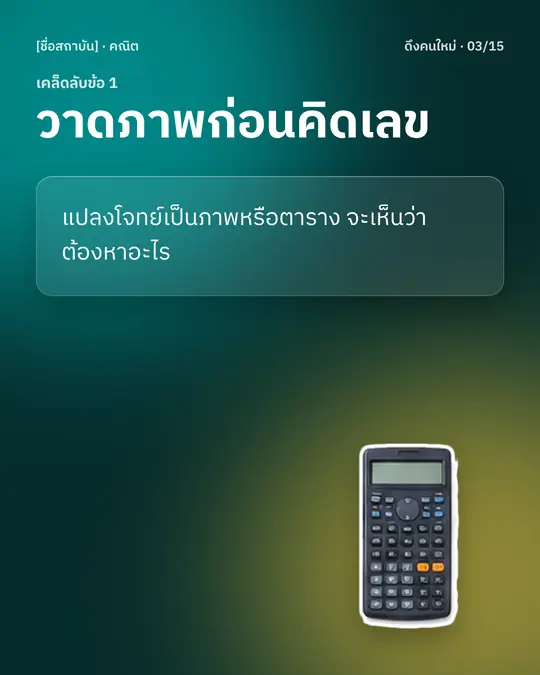 [ชื่อสถาบัน] · คณิต
ดึงคนใหม่ · 03/15
เคล็ดลับข้อ 1
วาดภาพก่อนคิดเลข
แปลงโจทย์เป็นภาพหรือตาราง จะเห็นว่า
ต้องหาอะไร